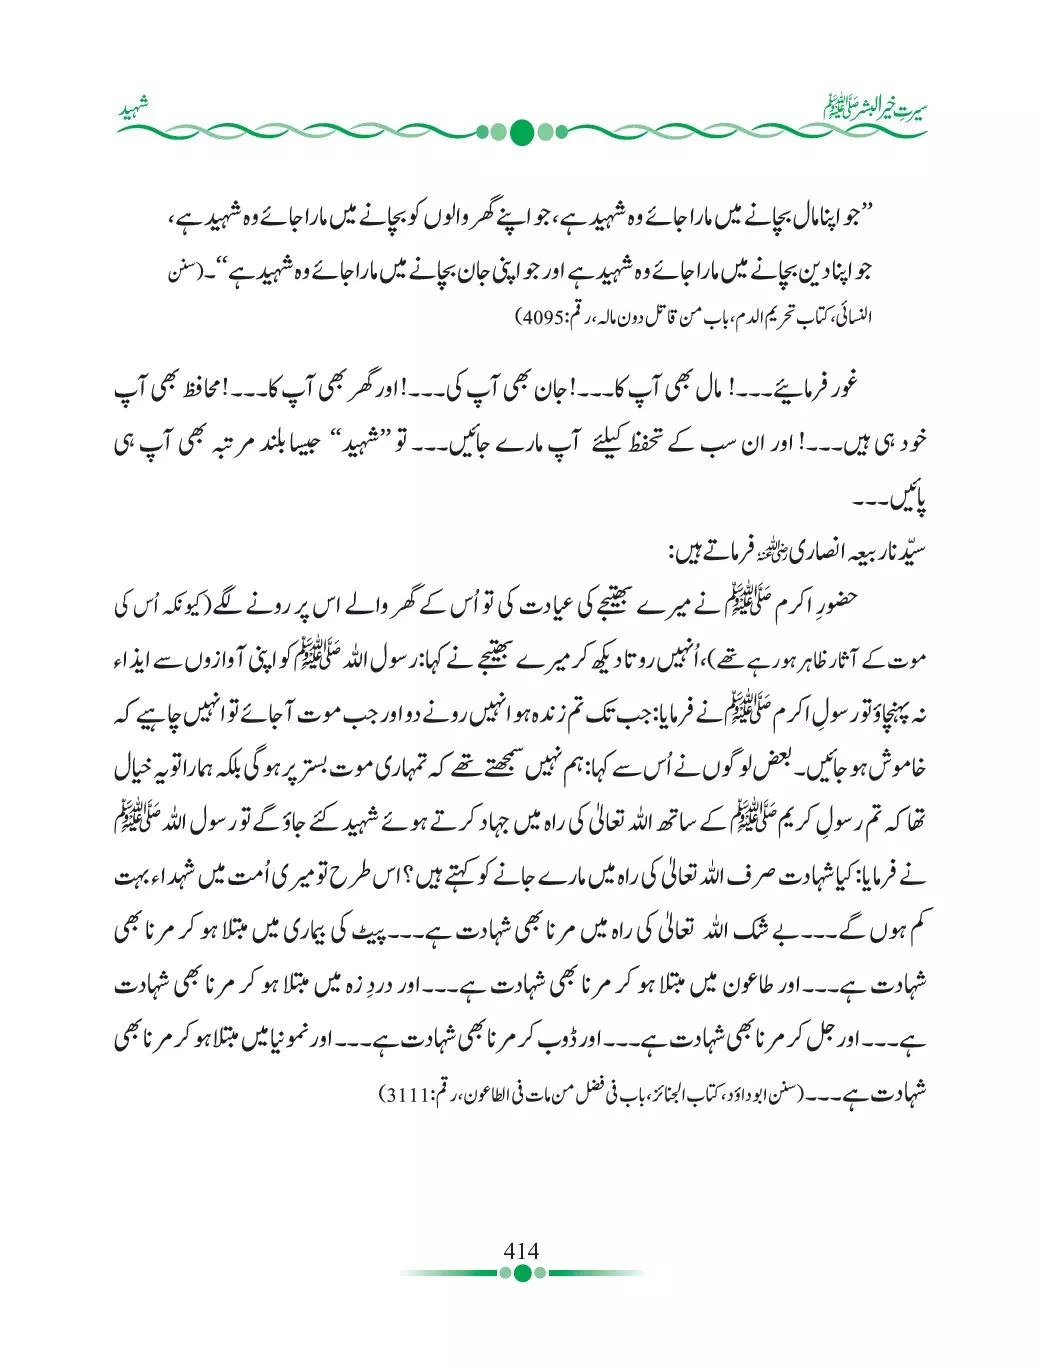 سیرتِ خیر البشر ﷺ
شہید
”جو اپنا مال بچانے میں مارا جائے وہ شہید ہے، جو اپنے گھر والوں کو بچانے میں مارا جائے وہ شہید ہے،
جو اپنا دین بچانے میں مارا جائے وہ شہید ہے اور جو اپنی جان بچانے میں مارا جائے وہ شہید ہے“۔ (سنن
النسائی، کتاب تحریم الدم، باب من قاتل دون مالہ، رقم:4095)
غور فرمائیے۔۔۔! مال بھی آپ کا۔۔۔! جان بھی آپ کی۔۔۔! اور گھر بھی آپ کا۔۔۔! محافظ بھی آپ
خود ہی ہیں۔۔۔! اور ان سب کے تحفظ کیلئے آپ مارے جائیں۔۔۔ تو ”شہید“ جیسا بلند مرتبہ بھی آپ ہی
پائیں۔۔۔
سیّدنا ربیعہ انصاری رضی اللہ عنہ فرماتے ہیں:
حضورِ اکرم ﷺ نے میرے بھتیجے کی عیادت کی تو اُس کے گھر والے اس پر رونے لگے (کیونکہ اُس کی
موت کے آثار ظاہر ہو رہے تھے)، اُنہیں روتا دیکھ کر میرے بھتیجے نے کہا: رسول اللہ ﷺ کو اپنی آوازوں سے ایذاء
نہ پہنچاؤ تو رسولِ اکرم ﷺ نے فرمایا: جب تک تم زندہ ہو انہیں رونے دو اور جب موت آ جائے تو انہیں چاہیے کہ
خاموش ہو جائیں۔ بعض لوگوں نے اُس سے کہا: ہم نہیں سمجھتے تھے کہ تمہاری موت بستر پر ہوگی بلکہ ہمارا تو یہ خیال
تھا کہ تم رسولِ کریم ﷺ کے ساتھ اللہ تعالیٰ کی راہ میں جہاد کرتے ہوئے شہید کئے جاؤ گے تو رسول اللہ ﷺ
نے فرمایا: کیا شہادت صرف اللہ تعالیٰ کی راہ میں مارے جانے کو کہتے ہیں؟ اس طرح تو میری اُمت میں شہداء بہت
کم ہوں گے۔۔۔ بے شک اللہ تعالیٰ کی راہ میں مرنا بھی شہادت ہے۔۔۔ پیٹ کی بیماری میں مبتلا ہو کر مرنا بھی
شہادت ہے۔۔۔ اور طاعون میں مبتلا ہو کر مرنا بھی شہادت ہے۔۔۔ اور دردِ زہ میں مبتلا ہو کر مرنا بھی شہادت
ہے۔۔۔ اور جل کر مرنا بھی شہادت ہے۔۔۔ اور ڈوب کر مرنا بھی شہادت ہے۔۔۔ اور نمونیا میں مبتلا ہو کر مرنا بھی
شہادت ہے۔۔۔ (سنن ابو داؤد، کتاب الجنائز، باب فی فضل من مات فی الطاعون، رقم:3111)
414